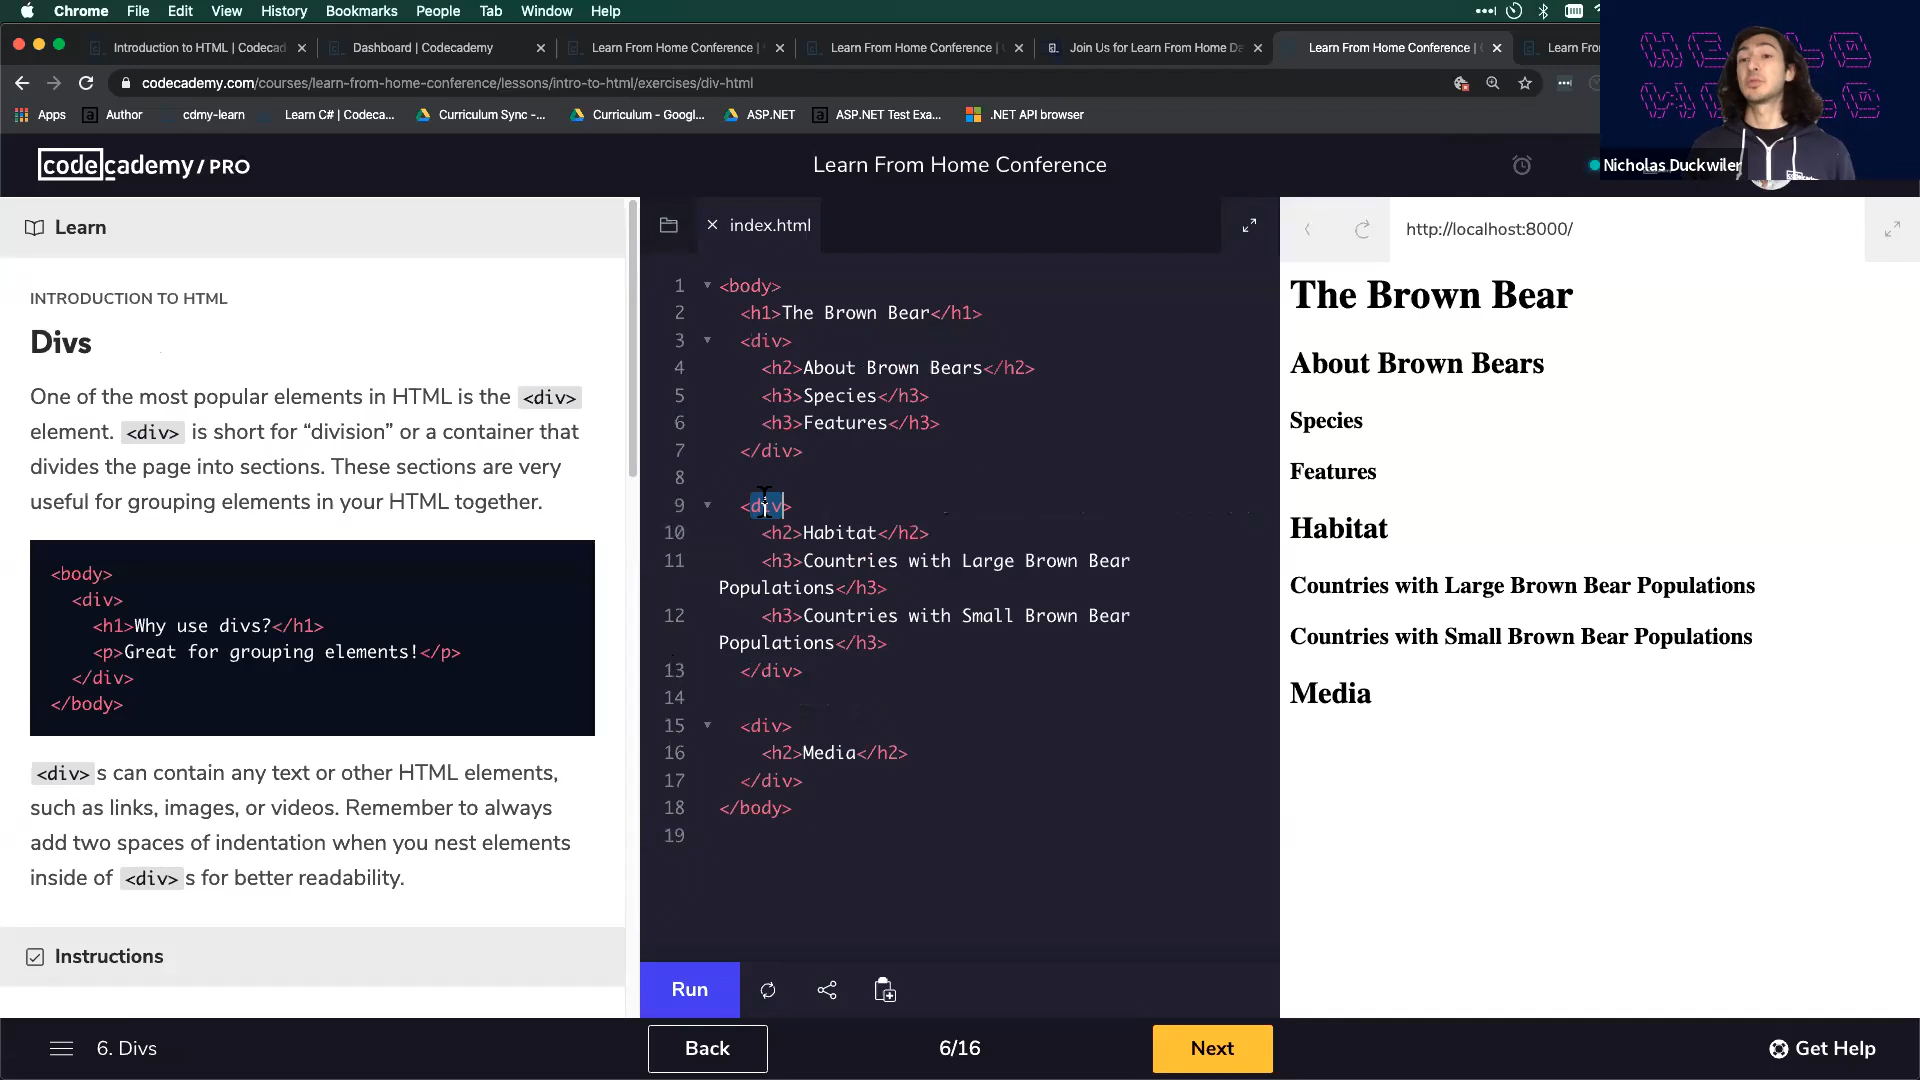 Chrome File Edit View History Bookmarks People Tab Window Help
Introduction to HTML | Codecad
Dashboard | Codecademy
Learn From Home Conference |
Learn From Home Conference |
Join Us for Learn From Home Da
Learn From Home Conference |
Learn Fro
codecademy.com/courses/learn-from-home-conference/lessons/intro-to-html/exercises/div-html
Apps Author cdmy-learn Learn C# | Codeca... Curriculum Sync -... Curriculum - Googl... ASP.NET ASP.NET Test Exa... .NET API browser
codecademy / PRO
Learn From Home Conference
Nicholas Duckwiler
Learn
INTRODUCTION TO HTML
Divs
One of the most popular elements in HTML is the <div>
element. <div> is short for “division” or a container that
divides the page into sections. These sections are very
useful for grouping elements in your HTML together.
<body>
<div>
<h1>Why use divs?</h1>
<p>Great for grouping elements!</p>
</div>
</body>
<div>s can contain any text or other HTML elements,
such as links, images, or videos. Remember to always
add two spaces of indentation when you nest elements
inside of <div>s for better readability.
Instructions
index.html
1 <body>
2 <h1>The Brown Bear</h1>
3 <div>
4 <h2>About Brown Bears</h2>
5 <h3>Species</h3>
6 <h3>Features</h3>
7 </div>
8
9 <div>
10 <h2>Habitat</h2>
11 <h3>Countries with Large Brown Bear
Populations</h3>
12 <h3>Countries with Small Brown Bear
Populations</h3>
13 </div>
14
15 <div>
16 <h2>Media</h2>
17 </div>
18 </body>
19
Run
http://localhost:8000/
The Brown Bear
About Brown Bears
Species
Features
Habitat
Countries with Large Brown Bear Populations
Countries with Small Brown Bear Populations
Media
6. Divs
Back
6/16
Next
Get Help